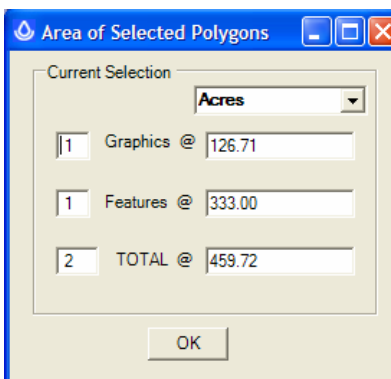 Area of Selected Polygons
Current Selection
Acres
1 Graphics @ 126.71
1 Features @ 333.00
2 TOTAL @ 459.72
OK